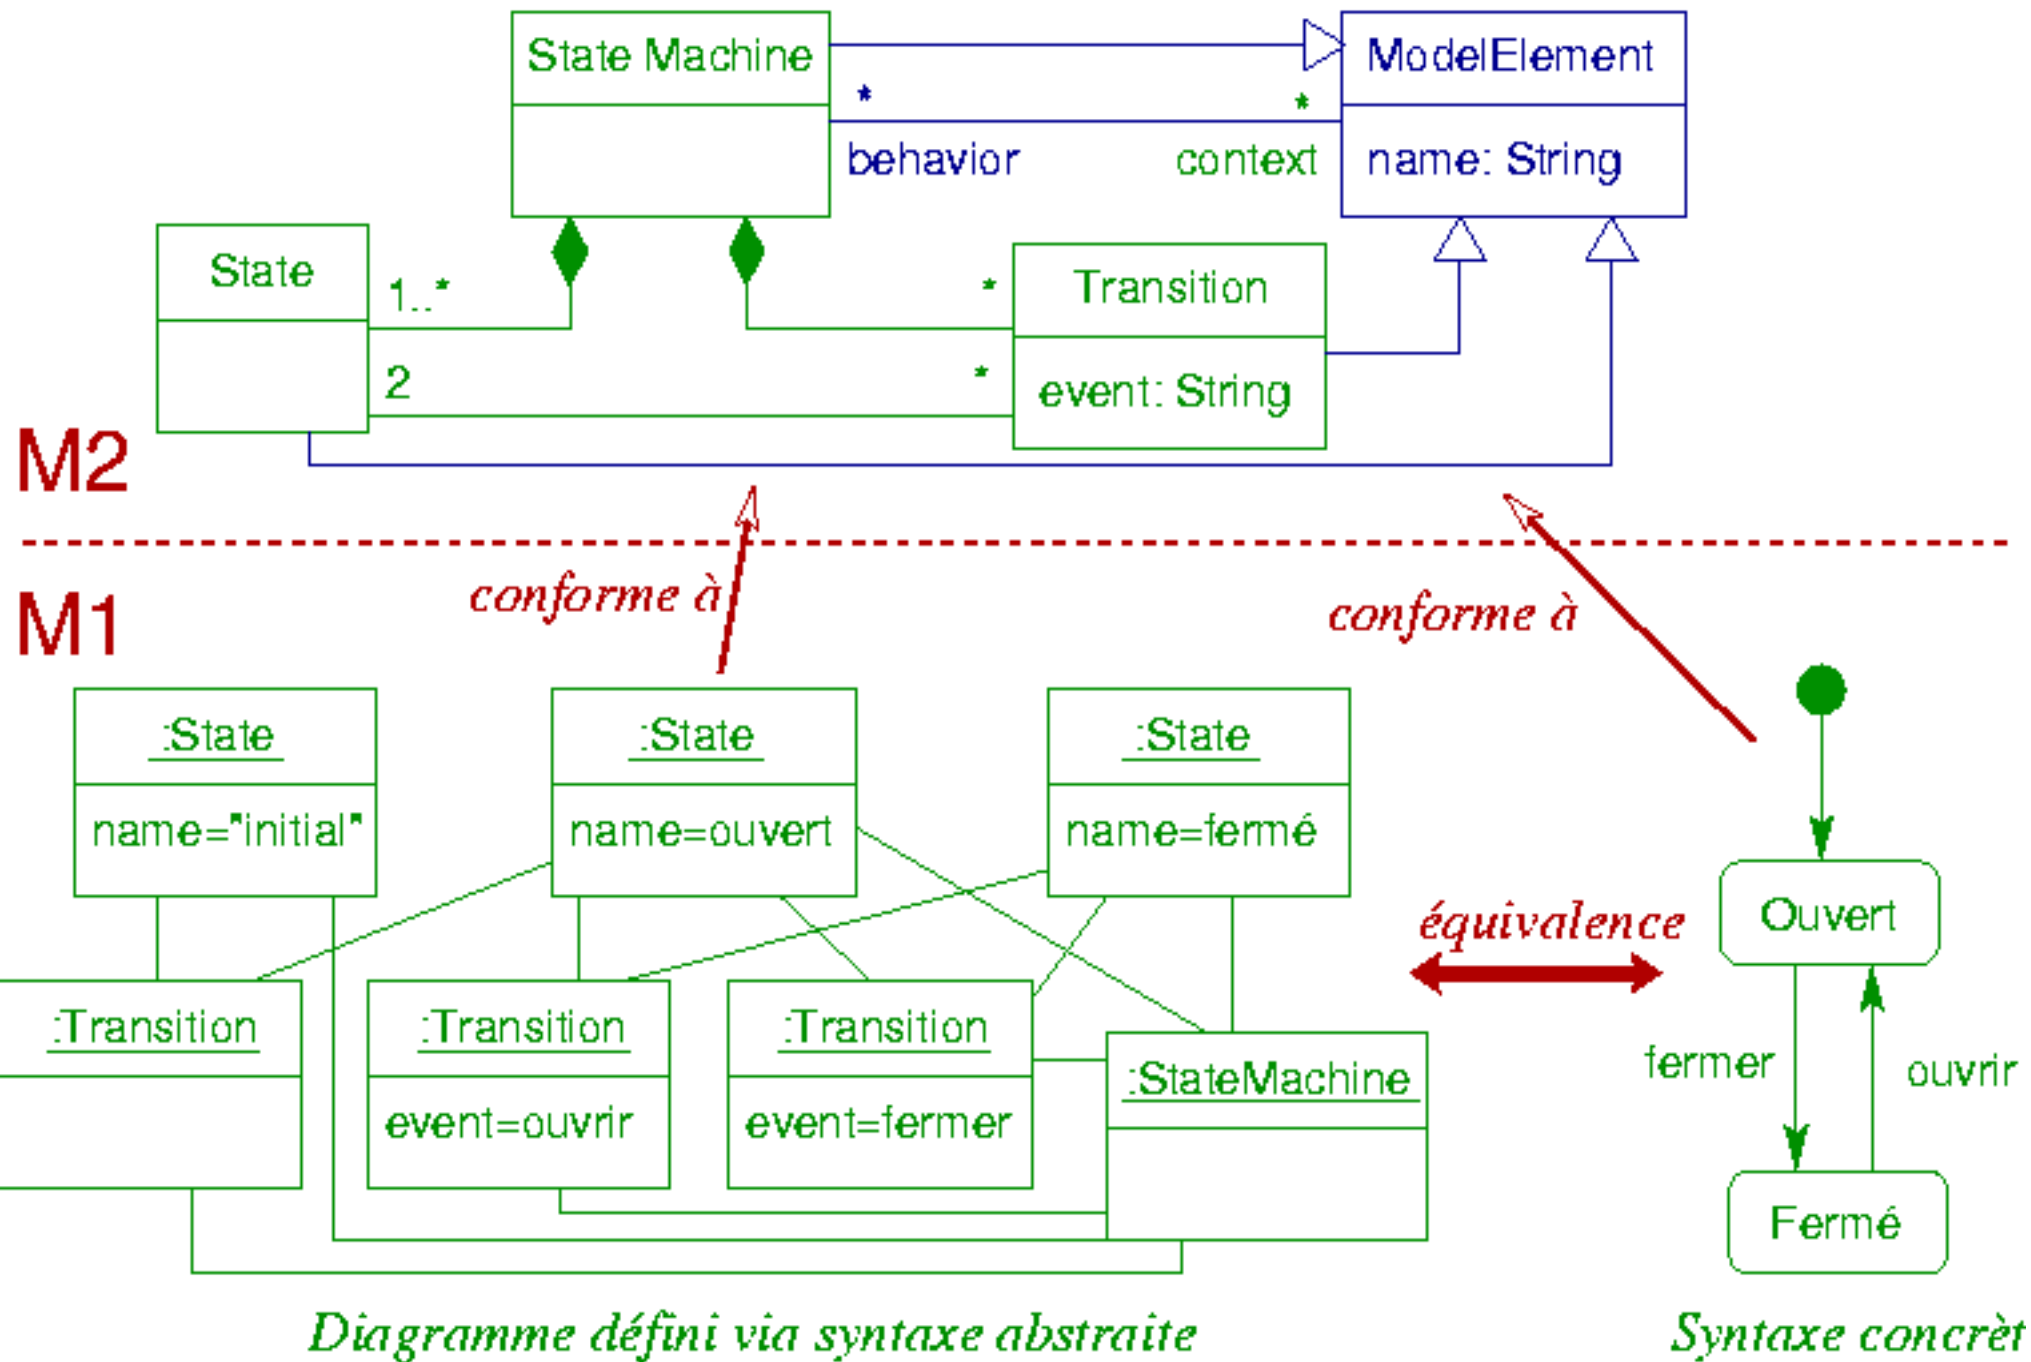 State Machine
ModelElement
*
*
behavior
context
name: String
State
1..*
*
Transition
2
*
event: String
M2
conforme à
conforme à
M1
:State
:State
:State
name="initial"
name=ouvert
name=fermé
équivalence
Ouvert
:Transition
:Transition
:Transition
:StateMachine
fermer
ouvrir
event=ouvrir
event=fermer
Fermé
Diagramme défini via syntaxe abstraite
Syntaxe concrèt